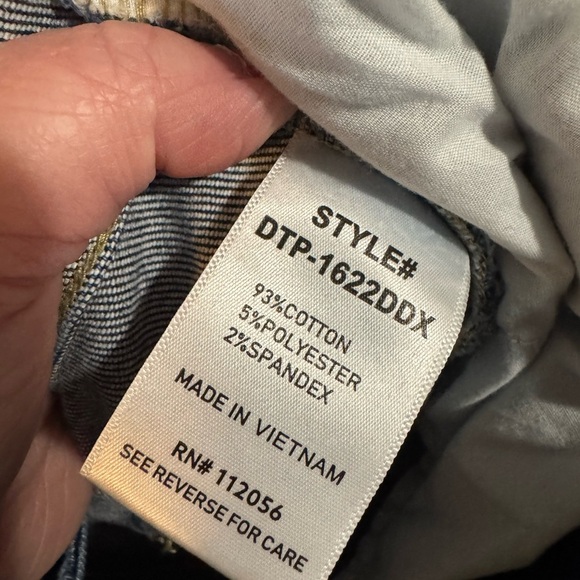 STYLE#
DTP-1622DDX
93%COTTON
5%POLYESTER
2%SPANDEX
MADE IN VIETNAM
RN# 112056
SEE REVERSE FOR CARE